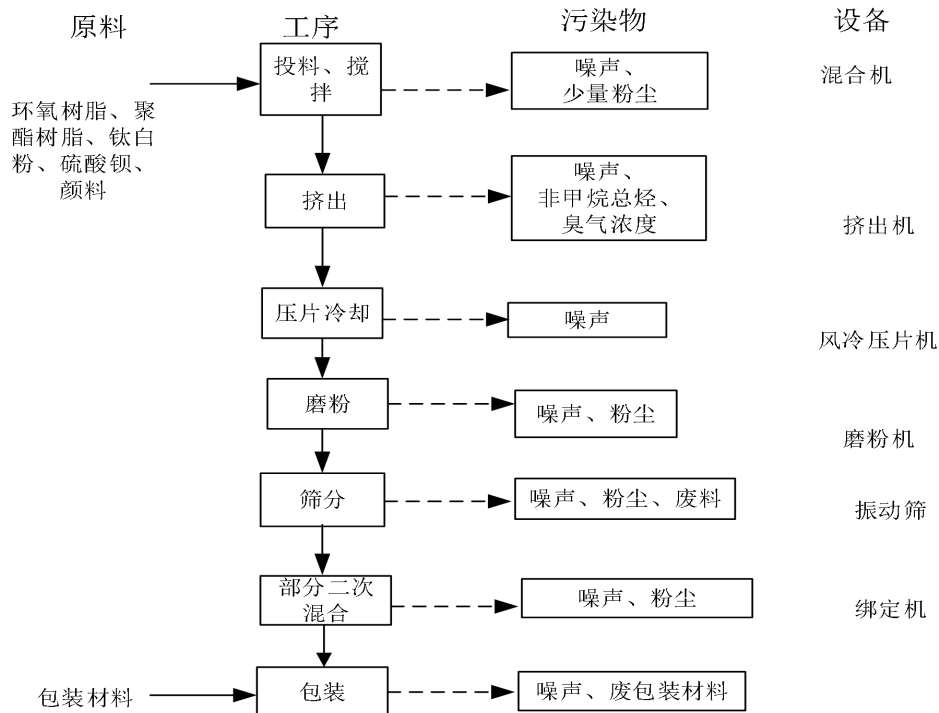 原料
工序
污染物
设备
投料、搅
拌
噪声、
少量粉尘
混合机
环氧树脂、聚
酯树脂、钛白
粉、硫酸钡、
颜料
挤出
噪声、
非甲烷总烃、
臭气浓度
挤出机
压片冷却
噪声
风冷压片机
磨粉
噪声、粉尘
磨粉机
筛分
噪声、粉尘、废料
振动筛
部分二次
混合
噪声、粉尘
绑定机
包装材料
包装
噪声、废包装材料